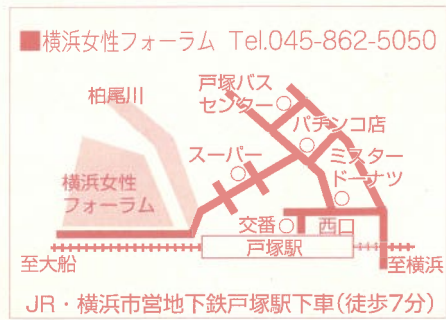 ■横浜女性フォーラム Tel.045-862-5050
柏尾川
戸塚バス
センター
パチンコ店
スーパー
ミスター
ドーナツ
横浜女性
フォーラム
交番
西口
戸塚駅
至大船
至横浜
JR・横浜市営地下鉄戸塚駅下車(徒歩7分)